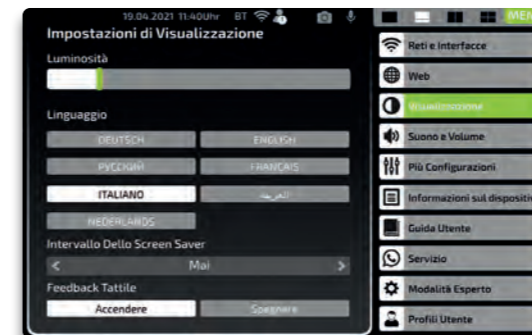 19.04.2021 11:40Uhr BT
MENU
Impostazioni di Visualizzazione
Luminosità
Linguaggio
DEUTSCH
ENGLISH
РУССКИЙ
FRANCAIS
ITALIANO
العربية
NEDERLANDS
Intervallo Dello Screen Saver
< Mai >
Feedback Tattile
Accendere
Spegnere
Reti e Interfacce
Web
Visualizzazione
Suono e Volume
Più Configurazioni
Informazioni sul dispositiv
Guida Utente
Servizio
Modalità Esperto
Profili Utente